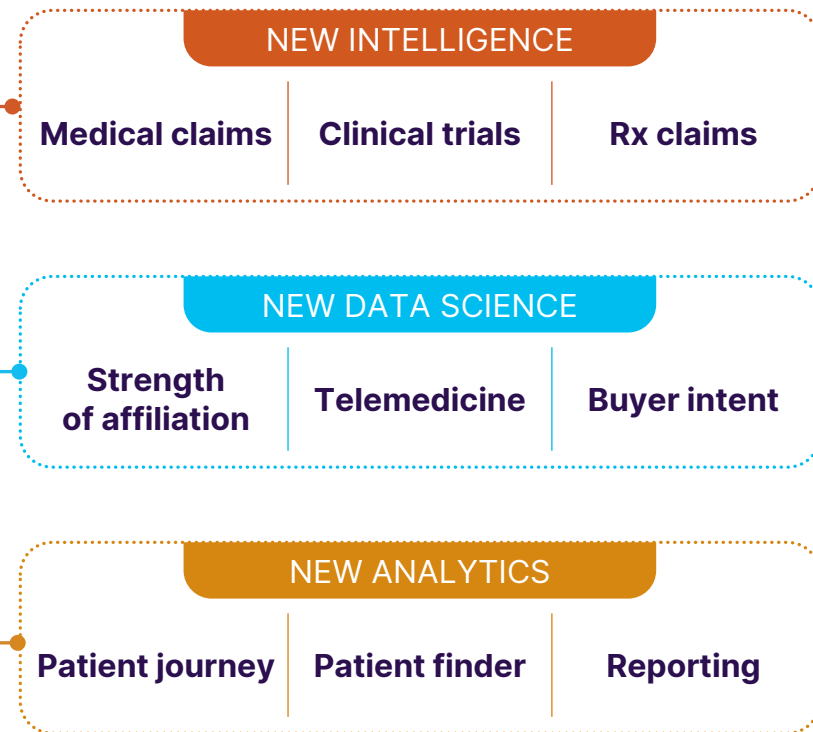 NEW INTELLIGENCE
Medical claims
Clinical trials
Rx claims
NEW DATA SCIENCE
Strength
of affiliation
Telemedicine
Buyer intent
NEW ANALYTICS
Patient journey
Patient finder
Reporting